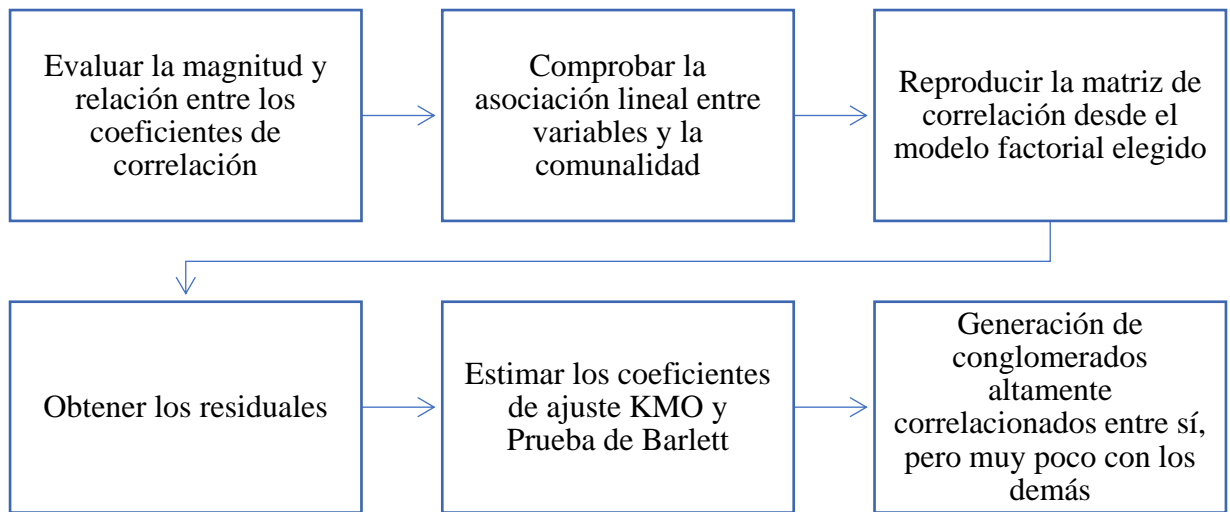 Evaluar la magnitud y
relación entre los
coeficientes de
correlación
Comprobar la
asociación lineal entre
variables y la
comunalidad
Reproducir la matriz de
correlación desde el
modelo factorial elegido
Obtener los residuales
Estimar los coeficientes
de ajuste KMO y
Prueba de Barlett
Generación de
conglomerados
altamente
correlacionados entre sí,
pero muy poco con los
demás